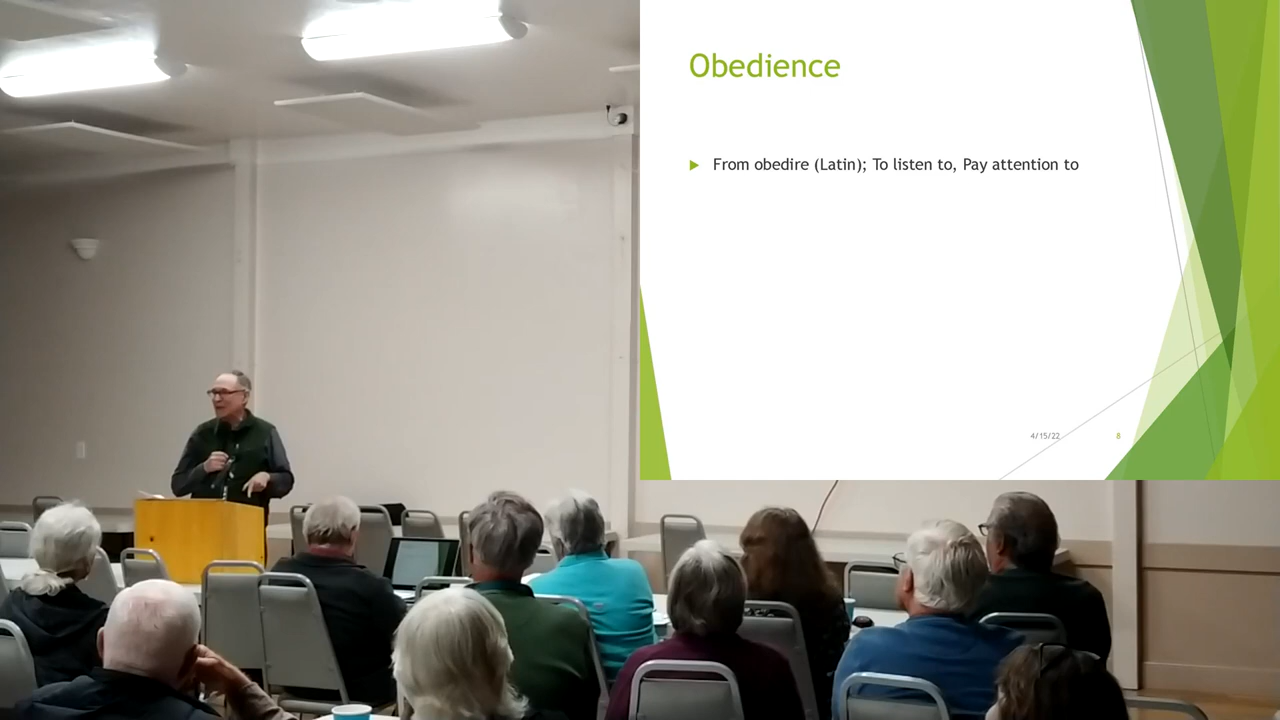 Obedience
From obedire (Latin); To listen to, Pay attention to
4/15/22
8